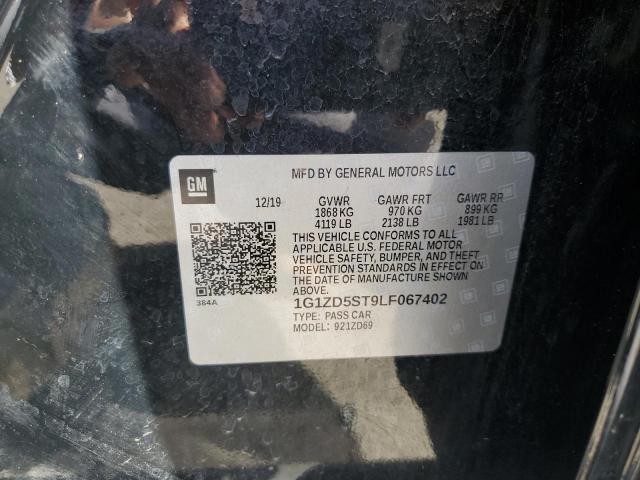 GM
MFD BY GENERAL MOTORS LLC
12/19 GVWR GAWR FRT GAWR RR
1868 KG 970 KG 899 KG
4119 LB 2138 LB 1981 LB
THIS VEHICLE CONFORMS TO ALL
APPLICABLE U.S. FEDERAL MOTOR
VEHICLE SAFETY, BUMPER, AND THEFT
PREVENTION STANDARDS IN EFFECT ON
THE DATE OF MANUFACTURE SHOWN
ABOVE.
384A
1G1ZD5ST9LF067402
TYPE: PASS CAR
MODEL: 921ZD69